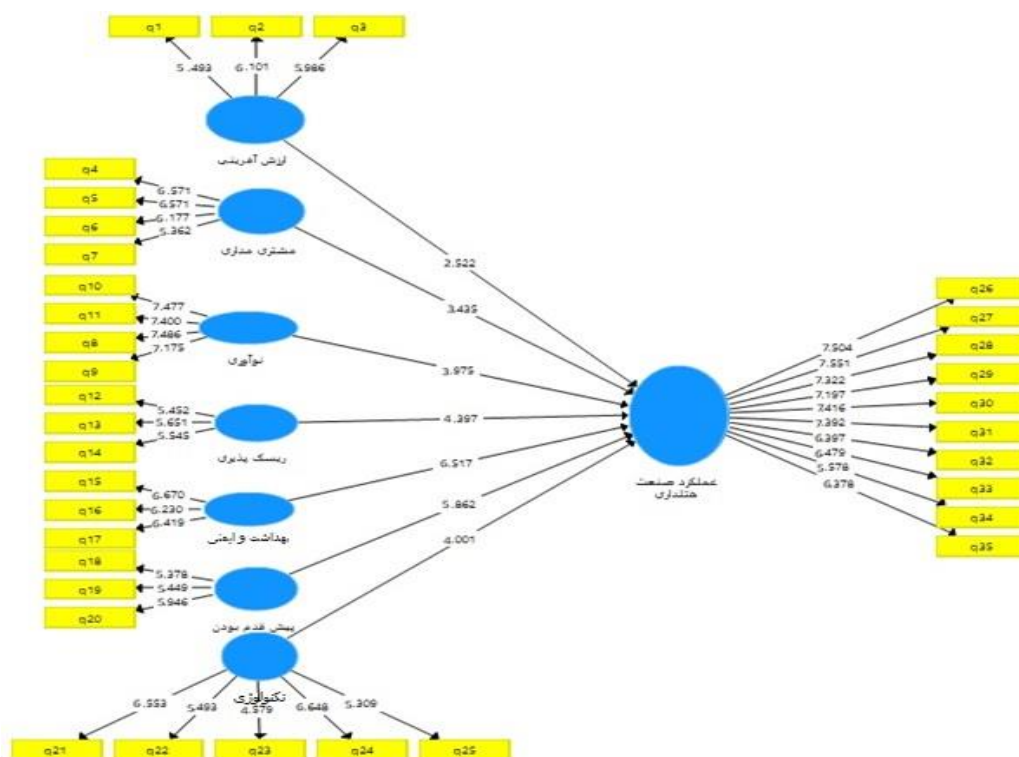 q1
q2
q3
5.493
6.101
5.986
ارزش آفرینی
q4
q5
q6
q7
6.571
6.571
6.177
5.362
مشتری مداری
2.522
3.435
q10
q11
q8
q9
7.477
7.400
7.486
7.175
نوآوری
3.975
q12
q13
q14
5.452
5.651
5.545
ریسک پذیری
4.397
q15
q16
q17
6.670
6.230
6.419
بهداشت و ایمنی
6.517
q18
q19
q20
5.378
5.449
5.946
پیش قدم بودن
5.862
تکنولوژی
4.001
6.553
5.493
4.579
6.648
5.309
q21
q22
q23
q24
q25
عملکرد صنعت
هتلداری
7.504
7.551
7.322
7.197
7.416
7.392
6.397
6.479
5.578
6.378
q26
q27
q28
q29
q30
q31
q32
q33
q34
q35